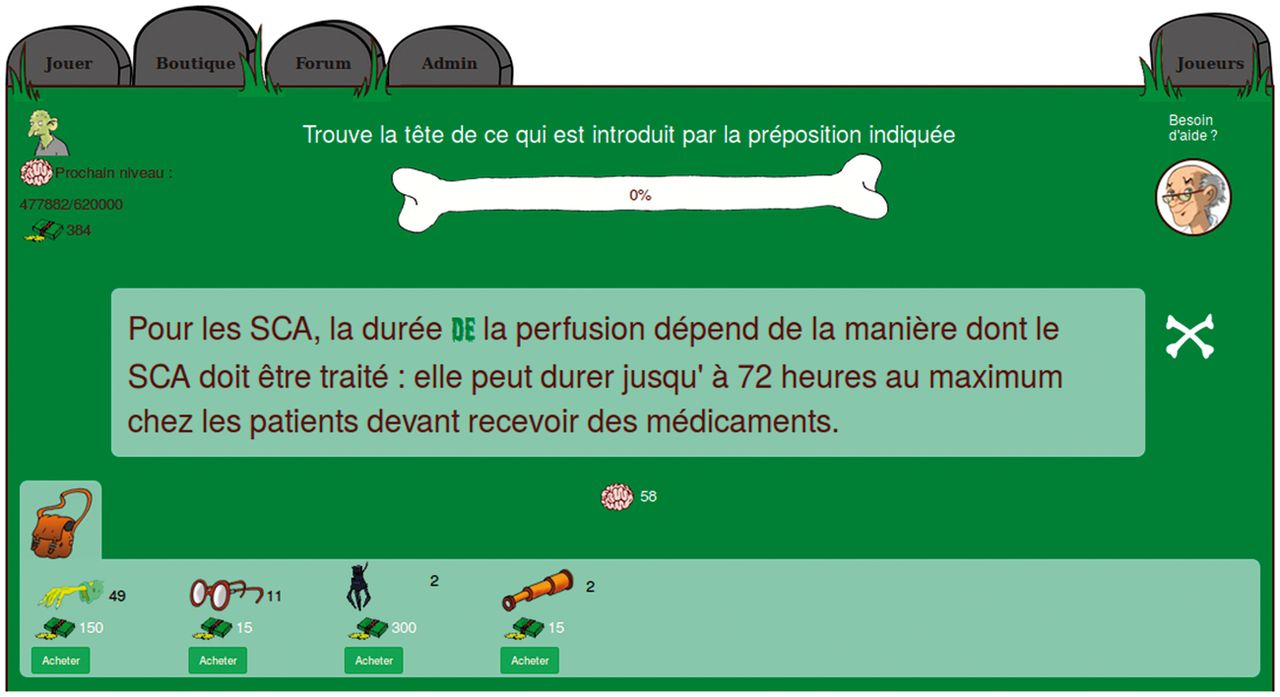 Jouer
Boutique
Forum
Admin
Joueurs
Trouve la tête de ce qui est introduit par la préposition indiquée
Besoin
d'aide ?
Prochain niveau :
477882/620000
384
0%
Pour les SCA, la durée DE la perfusion dépend de la manière dont le
SCA doit être traité : elle peut durer jusqu' à 72 heures au maximum
chez les patients devant recevoir des médicaments.
58
49
11
2
2
150
15
300
15
Acheter
Acheter
Acheter
Acheter